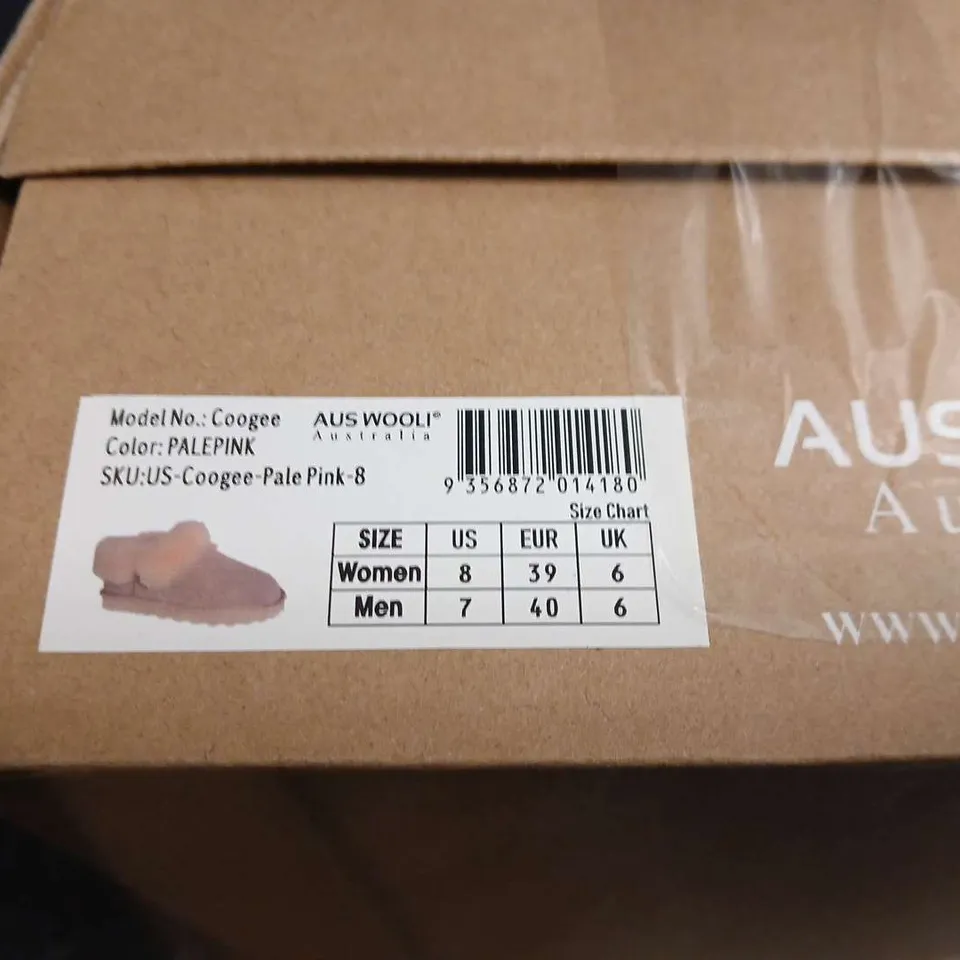 Model No.: Coogee
Color: PALEPINK
SKU:US-Coogee-Pale Pink-8
AUS WOOLI®
Australia
9 356872 014180
Size Chart
SIZE US EUR UK
Women 8 39 6
Men 7 40 6
AUS
Au
www.